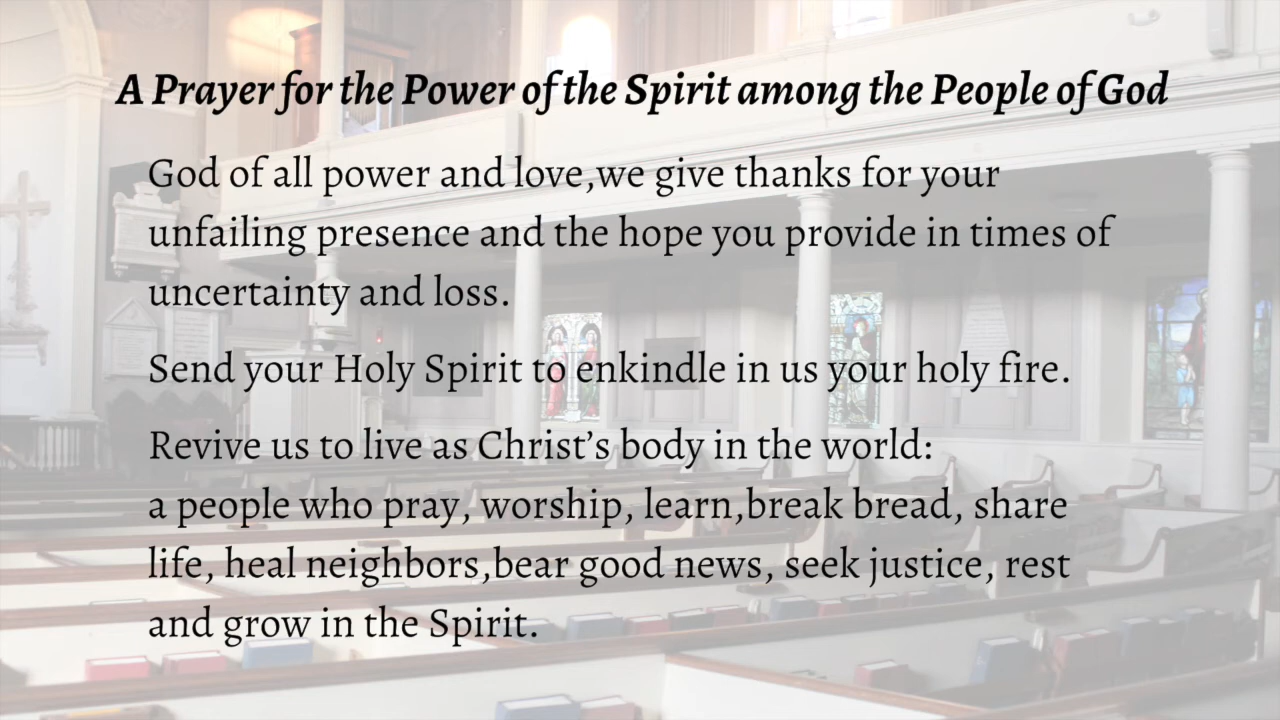 A Prayer for the Power of the Spirit among the People of God
God of all power and love,we give thanks for your
unfailing presence and the hope you provide in times of
uncertainty and loss.
Send your Holy Spirit to enkindle in us your holy fire.
Revive us to live as Christ’s body in the world:
a people who pray, worship, learn,break bread, share
life, heal neighbors,bear good news, seek justice, rest
and grow in the Spirit.